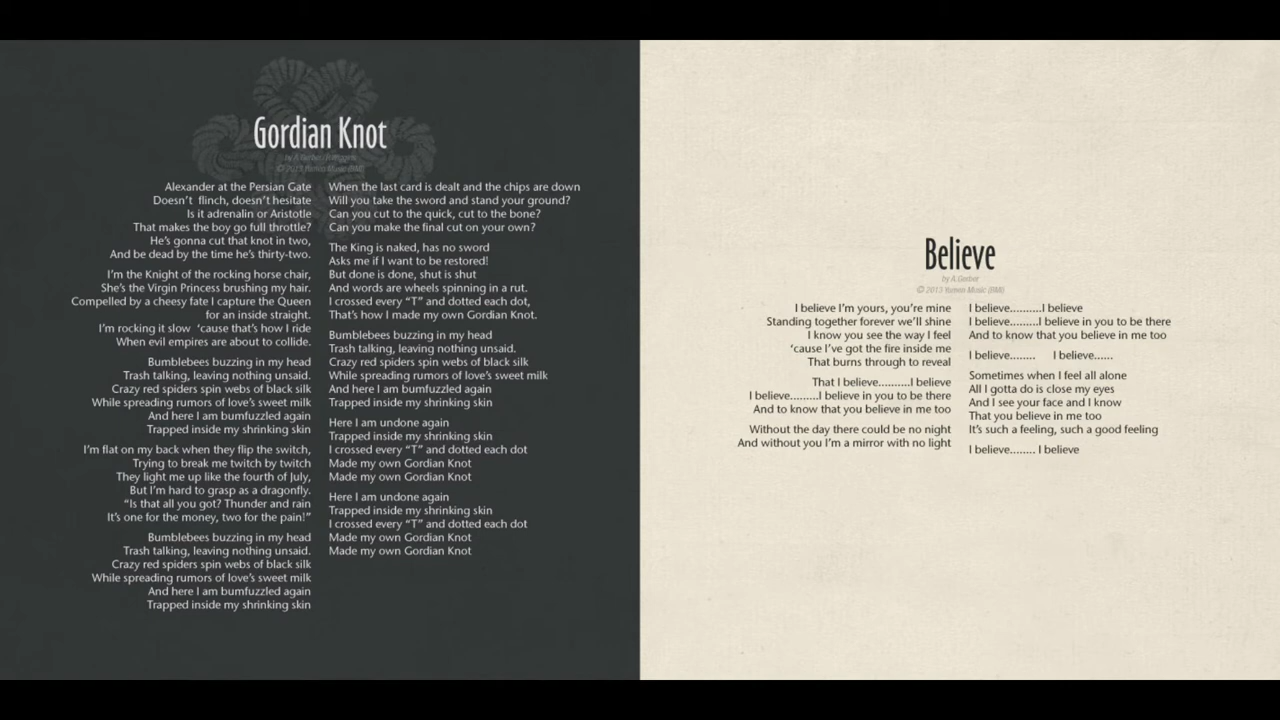 Gordian Knot
by A.Gerber
© 2013 Yomen Music (BMI)
Alexander at the Persian Gate
Doesn't flinch, doesn't hesitate
Is it adrenalin or Aristotle
That makes the boy go full throttle?
He's gonna cut that knot in two,
And be dead by the time he's thirty-two.
I'm the Knight of the rocking horse chair,
She's the Virgin Princess brushing my hair.
Compelled by a cheesy fate I capture the Queen
for an inside straight.
I'm rocking it slow ‘cause that's how I ride
When evil empires are about to collide.
Bumblebees buzzing in my head
Trash talking, leaving nothing unsaid.
Crazy red spiders spin webs of black silk
While spreading rumors of love's sweet milk
And here I am bumfuzzled again
Trapped inside my shrinking skin
I'm flat on my back when they flip the switch,
Trying to break me twitch by twitch
They light me up like the fourth of July,
But I'm hard to grasp as a dragonfly.
“Is that all you got? Thunder and rain
It's one for the money, two for the pain!”
Bumblebees buzzing in my head
Trash talking, leaving nothing unsaid.
Crazy red spiders spin webs of black silk
While spreading rumors of love's sweet milk
And here I am bumfuzzled again
Trapped inside my shrinking skin
When the last card is dealt and the chips are down
Will you take the sword and stand your ground?
Can you cut to the quick, cut to the bone?
Can you make the final cut on your own?
The King is naked, has no sword
Asks me if I want to be restored!
But done is done, shut is shut
And words are wheels spinning in a rut.
I crossed every “T” and dotted each dot,
That's how I made my own Gordian Knot.
Bumblebees buzzing in my head
Trash talking, leaving nothing unsaid.
Crazy red spiders spin webs of black silk
While spreading rumors of love's sweet milk
And here I am bumfuzzled again
Trapped inside my shrinking skin
Here I am undone again
Trapped inside my shrinking skin
I crossed every “T” and dotted each dot
Made my own Gordian Knot
Made my own Gordian Knot
Here I am undone again
Trapped inside my shrinking skin
I crossed every “T” and dotted each dot
Made my own Gordian Knot
Made my own Gordian Knot
Believe
by A.Gerber
© 2013 Yomen Music (BMI)
I believe I'm yours, you're mine
Standing together forever we'll shine
I know you see the way I feel
‘cause I've got the fire inside me
That burns through to reveal
That I believe..........I believe
I believe.........I believe in you to be there
And to know that you believe in me too
Without the day there could be no night
And without you I'm a mirror with no light
I believe..........I believe
I believe.........I believe in you to be there
And to know that you believe in me too
I believe........ I believe......
Sometimes when I feel all alone
All I gotta do is close my eyes
And I see your face and I know
That you believe in me too
It's such a feeling, such a good feeling
I believe........ I believe